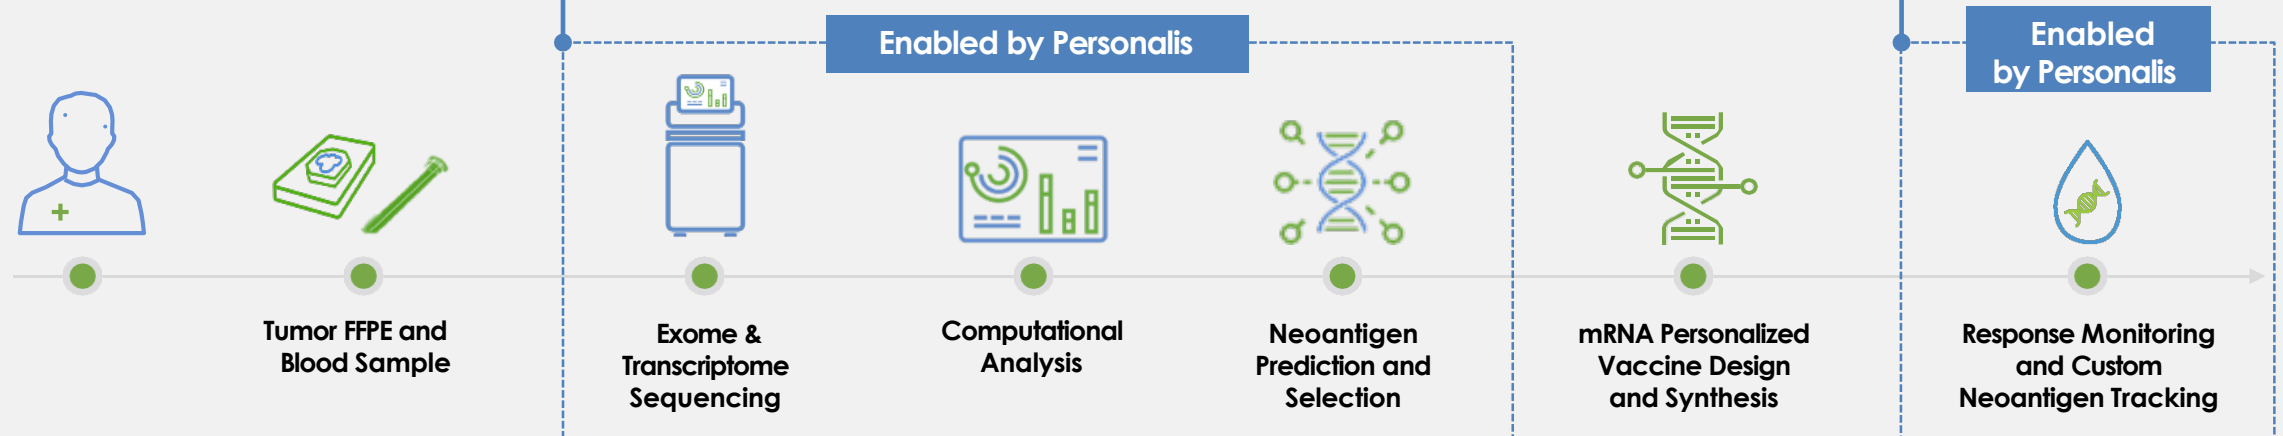 Enabled by Personalis
Enabled
by Personalis
Tumor FFPE and
Blood Sample
Exome &
Transcriptome
Sequencing
Computational
Analysis
Neoantigen
Prediction and
Selection
mRNA Personalized
Vaccine Design
and Synthesis
Response Monitoring
and Custom
Neoantigen Tracking